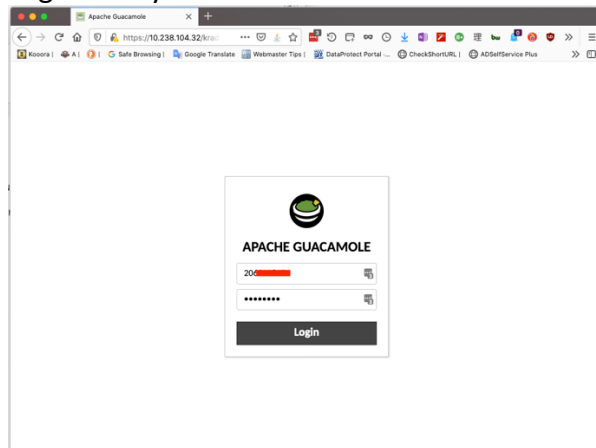 Apache Guacamole
https://10.238.104.32/krad
Kooora |
A |
G Safe Browsing |
Google Translate
Webmaster Tips |
DataProtect Portal -...
CheckShortURL |
ADSelfService Plus
APACHE GUACAMOLE
206
••••••••
Login